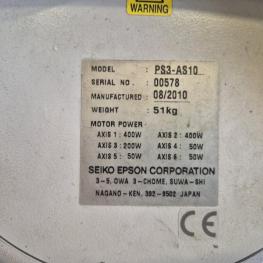 WARNING
MODEL : PS3-AS10
SERIAL NO. : 00578
MANUFACTURED : 08/2010
WEIGHT : 51kg
MOTOR POWER
AXIS 1 : 400W AXIS 2 : 400W
AXIS 3 : 200W AXIS 4 : 50W
AXIS 5 : 50W AXIS 6 : 50W
SEIKO EPSON CORPORATION
3-5, OWA 3-CHOME, SUWA-SHI
NAGANO-KEN, 392-8502 JAPAN
CE